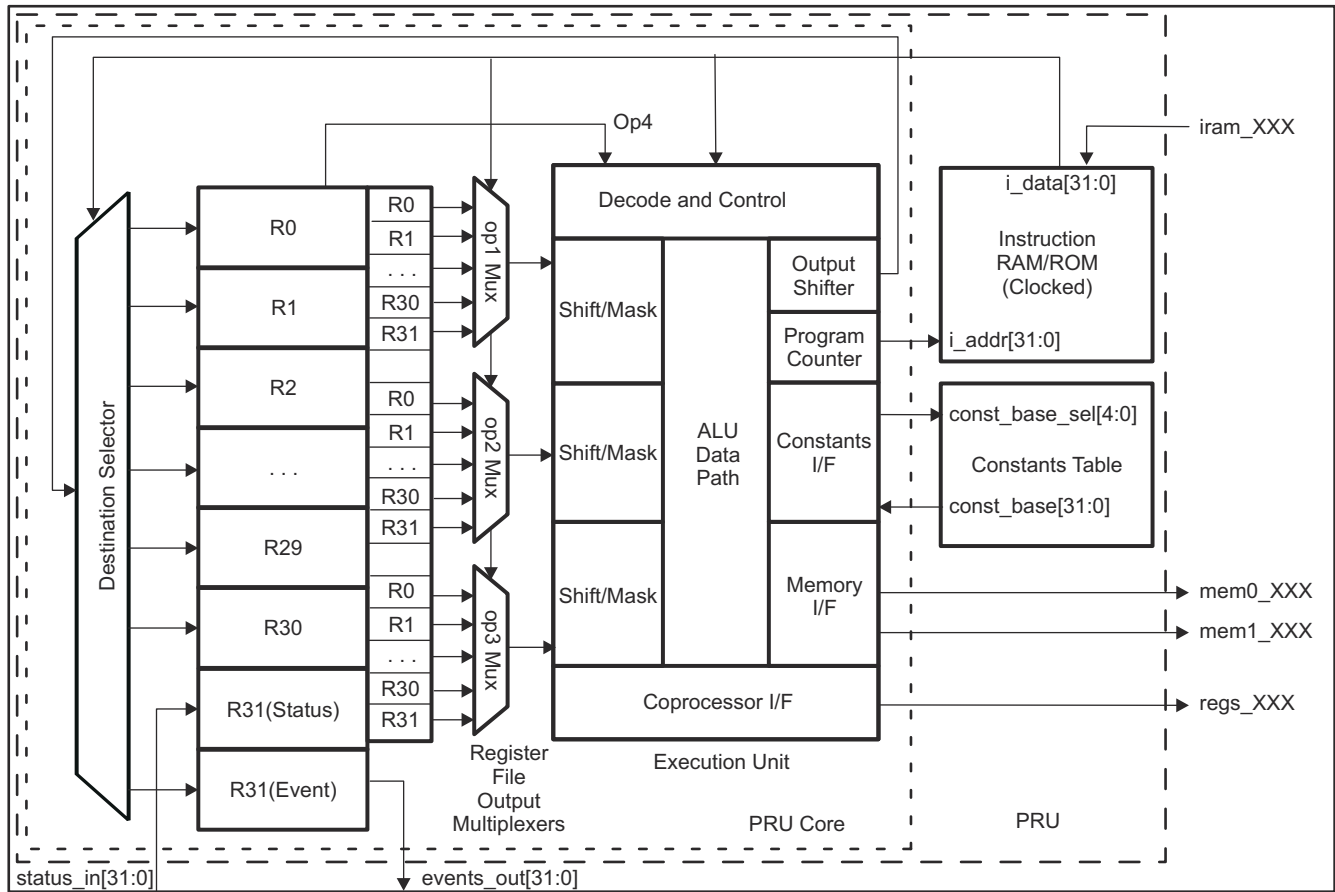 Op4
iram_XXX
Destination Selector
R0
R1
R2
. . .
R29
R30
R31(Status)
R31(Event)
R0
R1
. . .
R30
R31
R0
R1
. . .
R30
R31
R0
R1
. . .
R30
R31
op1 Mux
op2 Mux
op3 Mux
Register
File
Output
Multiplexers
Decode and Control
Shift/Mask
Shift/Mask
Shift/Mask
ALU
Data
Path
Output
Shifter
Program
Counter
Constants
I/F
Memory
I/F
Coprocessor I/F
Execution Unit
PRU Core
i_data[31:0]
Instruction
RAM/ROM
(Clocked)
i_addr[31:0]
const_base_sel[4:0]
Constants Table
const_base[31:0]
PRU
mem0_XXX
mem1_XXX
regs_XXX
status_in[31:0]
events_out[31:0]